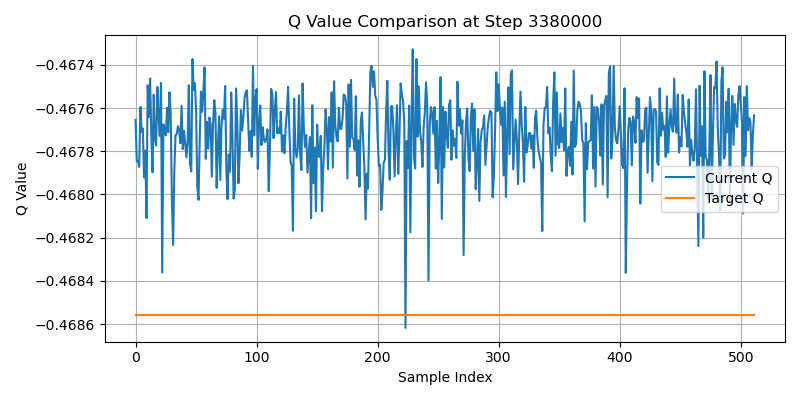 Q Value Comparison at Step 3380000
Q Value
−0.4674
−0.4676
−0.4678
−0.4680
−0.4682
−0.4684
−0.4686
Current Q
Target Q
0 100 200 300 400 500
Sample Index